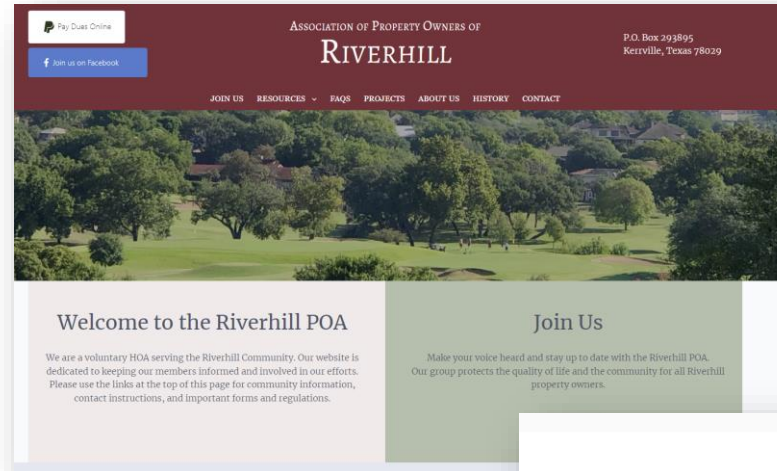 Pay Dues Online
Join us on Facebook
Association of Property Owners of
Riverhill
P.O. Box 293895
Kerrville, Texas 78029
JOIN US RESOURCES FAQS PROJECTS ABOUT US HISTORY CONTACT
Welcome to the Riverhill POA
We are a voluntary HOA serving the Riverhill Community. Our website is
dedicated to keeping our members informed and involved in our efforts.
Please use the links at the top of this page for community information,
contact instructions, and important forms and regulations.
Join Us
Make your voice heard and stay up to date with the Riverhill POA.
Our group protects the quality of life and the community for all Riverhill
property owners.